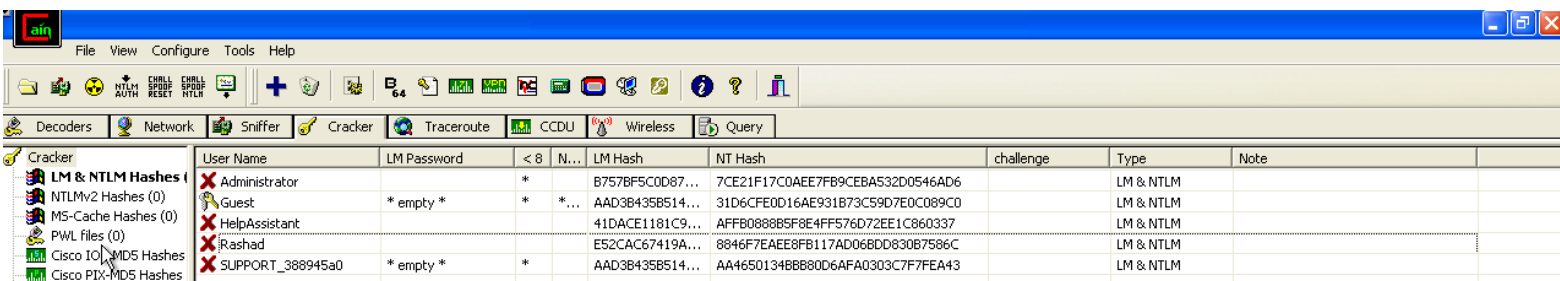 Cain
File View Configure Tools Help
NTLM AUTH CHALL SPOOF RESET CHALL SPOOF NTLM B64
Decoders Network Sniffer Cracker Traceroute CCDU Wireless Query
Cracker User Name LM Password < 8 N... LM Hash NT Hash challenge Type Note
LM & NTLM Hashes ( Administrator * B757BF5C0D87... 7CE21F17C0AEE7FB9CEBA532D0546AD6 LM & NTLM
NTLMv2 Hashes (0) Guest * empty * * *... AAD3B435B514... 31D6CFE0D16AE931B73C59D7E0C089C0 LM & NTLM
MS-Cache Hashes (0) HelpAssistant 41DACE1181C9... AFFB0888B5F8E4FF576D72EE1C860337 LM & NTLM
PWL files (0) Rashad E52CAC67419A... 8846F7EAEE8FB117AD06BDD830B7586C LM & NTLM
Cisco IO MD5 Hashes SUPPORT_388945a0 * empty * * AAD3B435B514... AA4650134BBB80D6AFA0303C7F7FEA43 LM & NTLM
Cisco PIX-MD5 Hashes